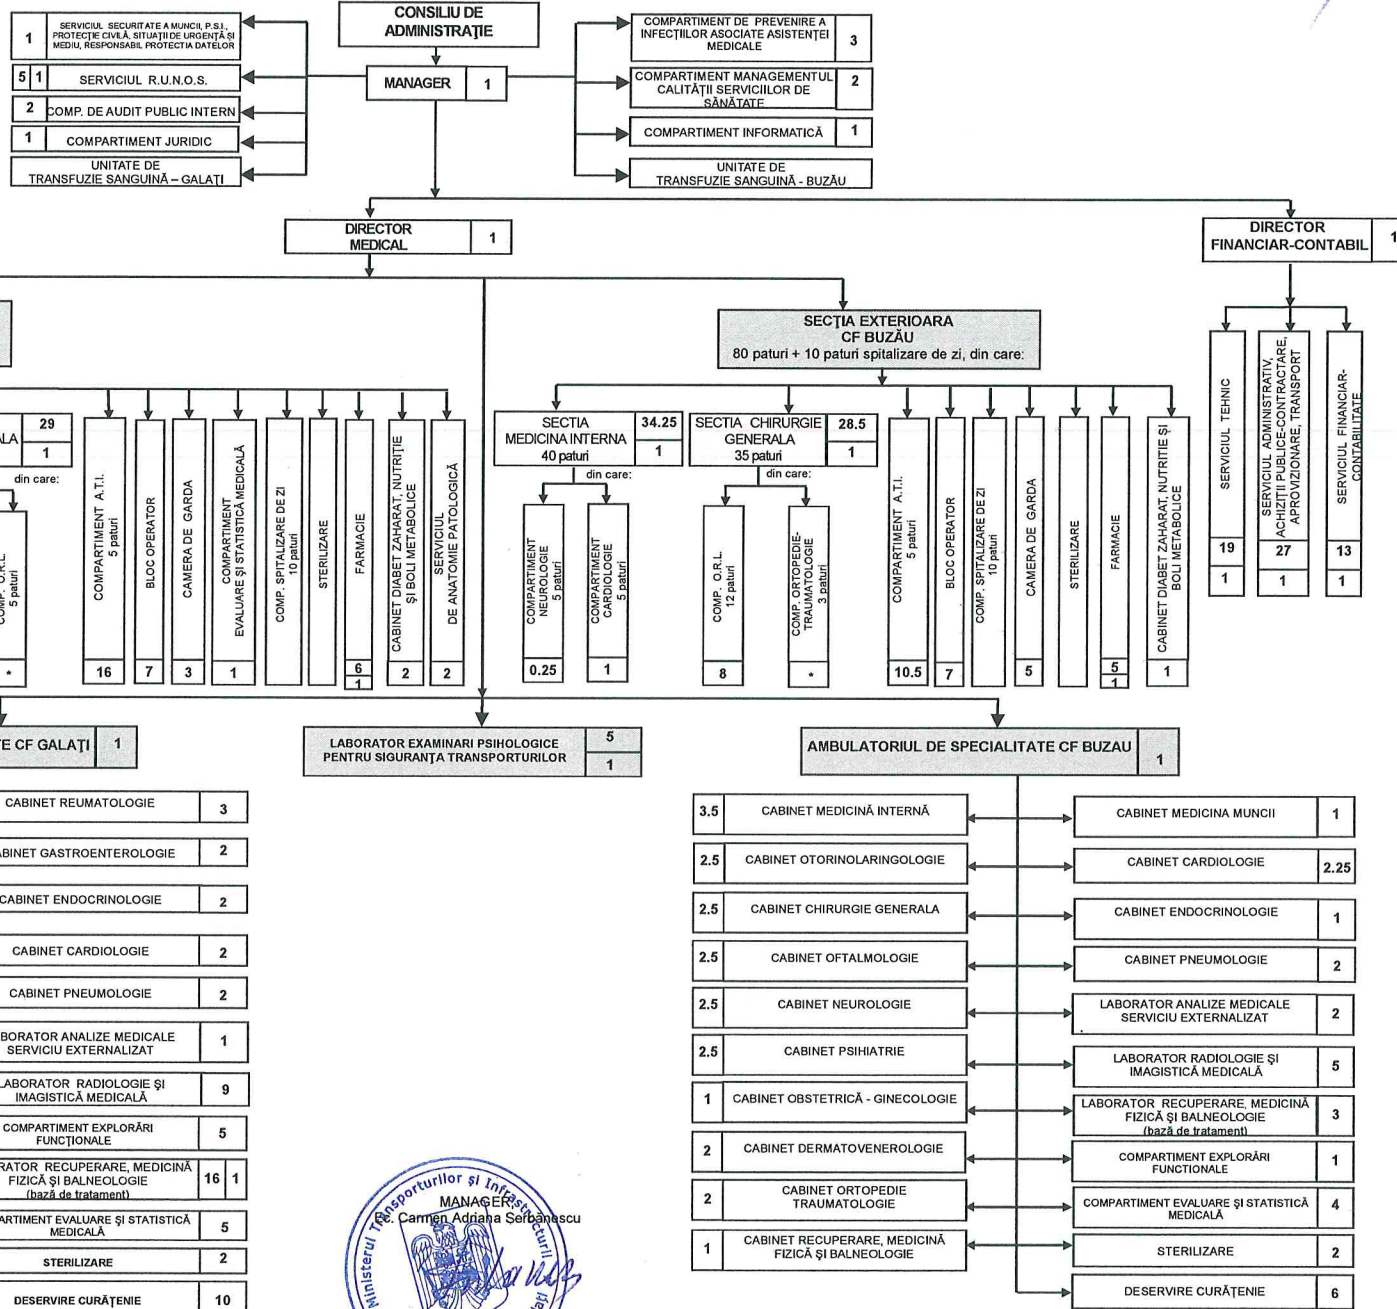 CONSILIU DE
ADMINISTRAȚIE
MANAGER 1
1 SERVICIUL SECURITATE A MUNCII, P.S.I.,
PROTECȚIE CIVILĂ, SITUAȚII DE URGENȚĂ ȘI
MEDIU, RESPONSABIL PROTECTIA DATELOR
5 1 SERVICIUL R.U.N.O.S.
2 COMP. DE AUDIT PUBLIC INTERN
1 COMPARTIMENT JURIDIC
UNITATE DE
TRANSFUZIE SANGUINĂ – GALAȚI
COMPARTIMENT DE PREVENIRE A
INFECȚIILOR ASOCIATE ASISTENȚEI
MEDICALE 3
COMPARTIMENT MANAGEMENTUL
CALITĂȚII SERVICIILOR DE
SĂNĂTATE 2
COMPARTIMENT INFORMATICĂ 1
UNITATE DE
TRANSFUZIE SANGUINĂ - BUZĂU
DIRECTOR
MEDICAL 1
DIRECTOR
FINANCIAR-CONTABIL 1
SECȚIA EXTERIOARA
CF BUZĂU
80 paturi + 10 paturi spitalizare de zi, din care:
29
1
din care:
COMP. O.R.L.
5 paturi
*
COMPARTIMENT A.T.I.
5 paturi
16
BLOC OPERATOR
7
CAMERA DE GARDA
3
COMPARTIMENT
EVALUARE ȘI STATISTICĂ MEDICALĂ
1
COMP. SPITALIZARE DE ZI
10 paturi
STERILIZARE
FARMACIE
6
1
CABINET DIABET ZAHARAT, NUTRIȚIE
ȘI BOLI METABOLICE
2
SERVICIUL
DE ANATOMIE PATOLOGICĂ
2
SECTIA
MEDICINA INTERNA
40 paturi
34.25
1
din care:
COMPARTIMENT
NEUROLOGIE
5 paturi
0.25
COMPARTIMENT
CARDIOLOGIE
5 paturi
1
SECTIA CHIRURGIE
GENERALA
35 paturi
28.5
1
din care:
COMP. O.R.L.
12 paturi
8
COMP. ORTOPEDIE-
TRAUMATOLOGIE
3 paturi
*
COMPARTIMENT A.T.I.
5 paturi
10.5
BLOC OPERATOR
7
COMP. SPITALIZARE DE ZI
10 paturi
CAMERA DE GARDA
5
STERILIZARE
FARMACIE
5
1
CABINET DIABET ZAHARAT, NUTRITIE ȘI
BOLI METABOLICE
1
SERVICIUL TEHNIC
19
1
SERVICIUL ADMINISTRATIV,
ACHIZIȚII PUBLICE-CONTRACTARE,
APROVIZIONARE, TRANSPORT
27
1
SERVICIUL FINANCIAR-
CONTABILITATE
13
1
CF GALAȚI 1
LABORATOR EXAMINARI PSIHOLOGICE
PENTRU SIGURANȚA TRANSPORTURILOR
5
1
AMBULATORIUL DE SPECIALITATE CF BUZAU
1
CABINET REUMATOLOGIE 3
GASTROENTEROLOGIE 2
CABINET ENDOCRINOLOGIE 2
CABINET CARDIOLOGIE 2
CABINET PNEUMOLOGIE 2
ANALIZE MEDICALE
SERVICIU EXTERNALIZAT 1
LABORATOR RADIOLOGIE ȘI
IMAGISTICĂ MEDICALĂ 9
COMPARTIMENT EXPLORĂRI
FUNCȚIONALE 5
RECUPERARE, MEDICINĂ
FIZICĂ ȘI BALNEOLOGIE
(bază de tratament) 16 1
EVALUARE ȘI STATISTICĂ
MEDICALĂ 5
STERILIZARE 2
DESERVIRE CURĂȚENIE 10
3.5 CABINET MEDICINĂ INTERNĂ
2.5 CABINET OTORINOLARINGOLOGIE
2.5 CABINET CHIRURGIE GENERALA
2.5 CABINET OFTALMOLOGIE
2.5 CABINET NEUROLOGIE
2.5 CABINET PSIHIATRIE
1 CABINET OBSTETRICĂ - GINECOLOGIE
2 CABINET DERMATOVENEROLOGIE
2 CABINET ORTOPEDIE
TRAUMATOLOGIE
1 CABINET RECUPERARE, MEDICINĂ
FIZICĂ ȘI BALNEOLOGIE
CABINET MEDICINA MUNCII 1
CABINET CARDIOLOGIE 2.25
CABINET ENDOCRINOLOGIE 1
CABINET PNEUMOLOGIE 2
LABORATOR ANALIZE MEDICALE
SERVICIU EXTERNALIZAT 2
LABORATOR RADIOLOGIE ȘI
IMAGISTICĂ MEDICALĂ 5
LABORATOR RECUPERARE, MEDICINĂ
FIZICĂ ȘI BALNEOLOGIE
(bază de tratament) 3
COMPARTIMENT EXPLORĂRI
FUNCTIONALE 1
COMPARTIMENT EVALUARE ȘI STATISTICĂ
MEDICALĂ 4
STERILIZARE 2
DESERVIRE CURĂȚENIE 6
MANAGER,
Ec. Carmen Adriana Șerbănescu
Ministerul Transporturilor și Infrastructurii